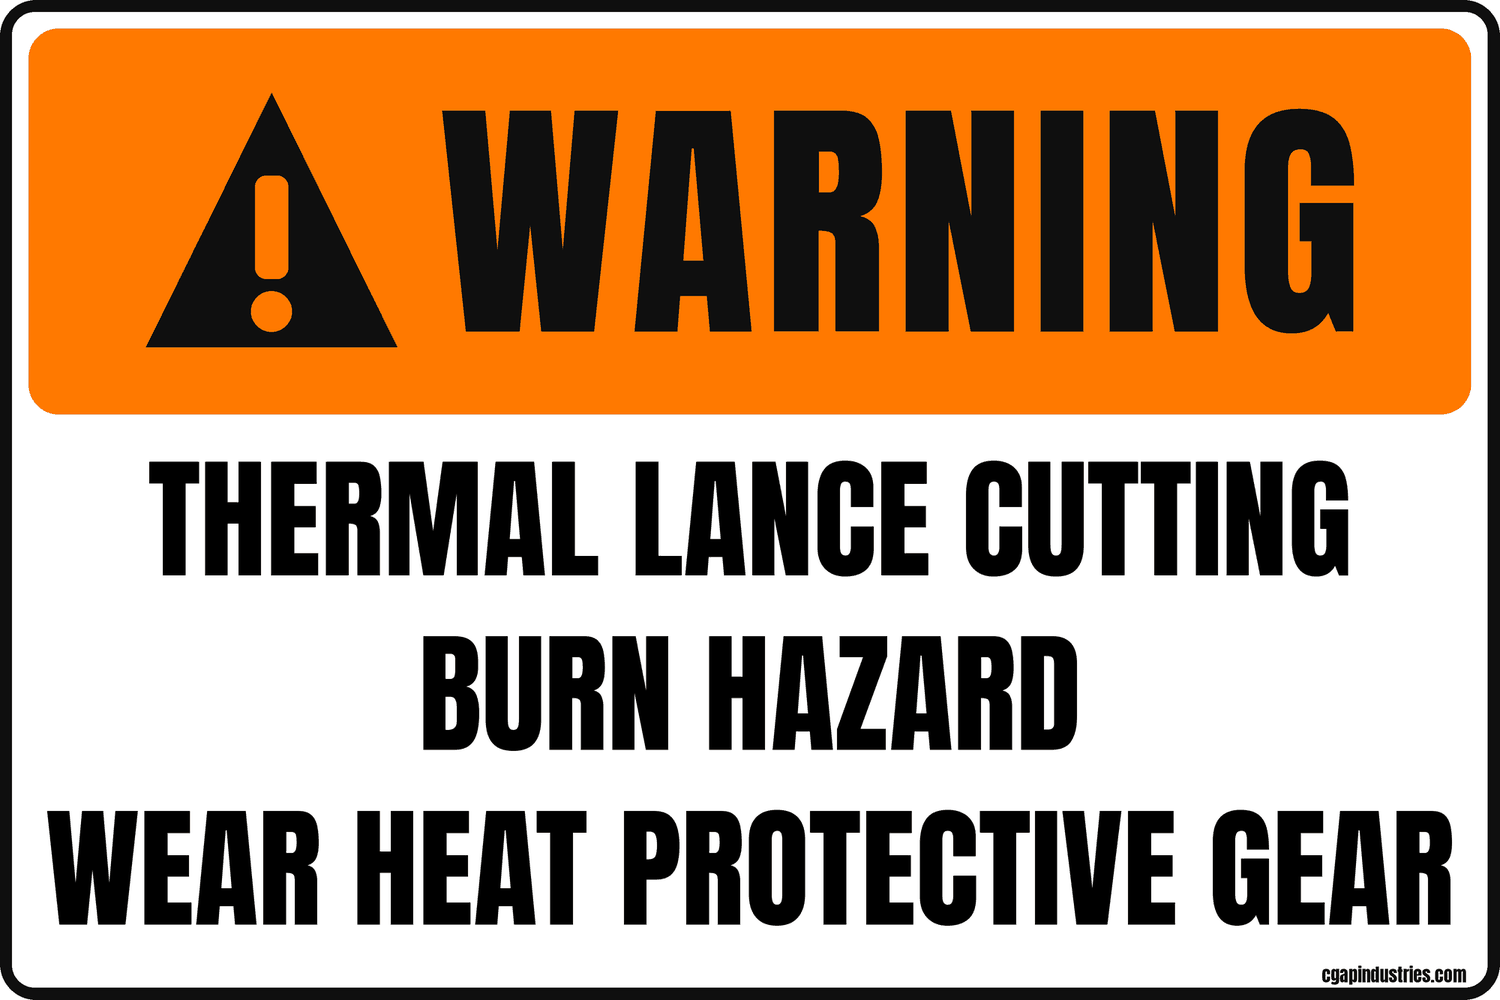 WARNING
THERMAL LANCE CUTTING
BURN HAZARD
WEAR HEAT PROTECTIVE GEAR
cgapindustries.com